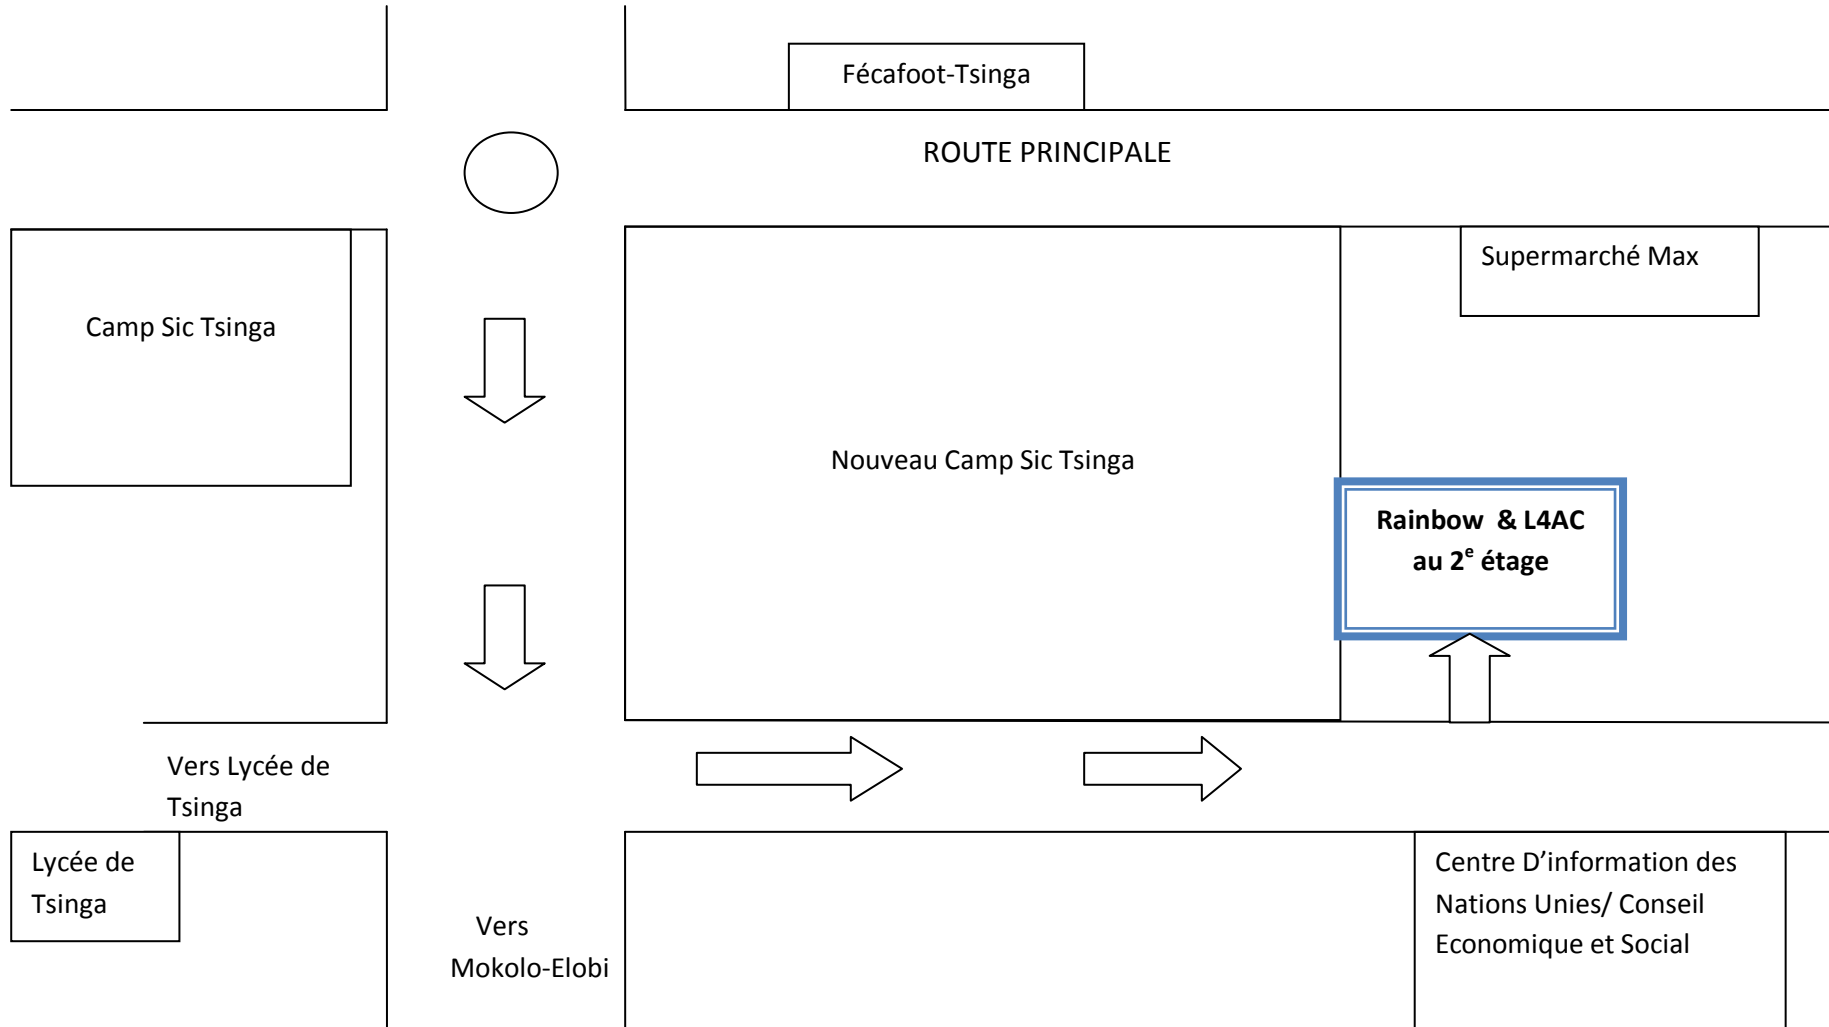 Fécafoot-Tsinga
ROUTE PRINCIPALE
Supermarché Max
Camp Sic Tsinga
Nouveau Camp Sic Tsinga
Rainbow & L4AC
au 2e étage
Vers Lycée de
Tsinga
Lycée de
Tsinga
Vers
Mokolo-Elobi
Centre D’information des
Nations Unies/ Conseil
Economique et Social